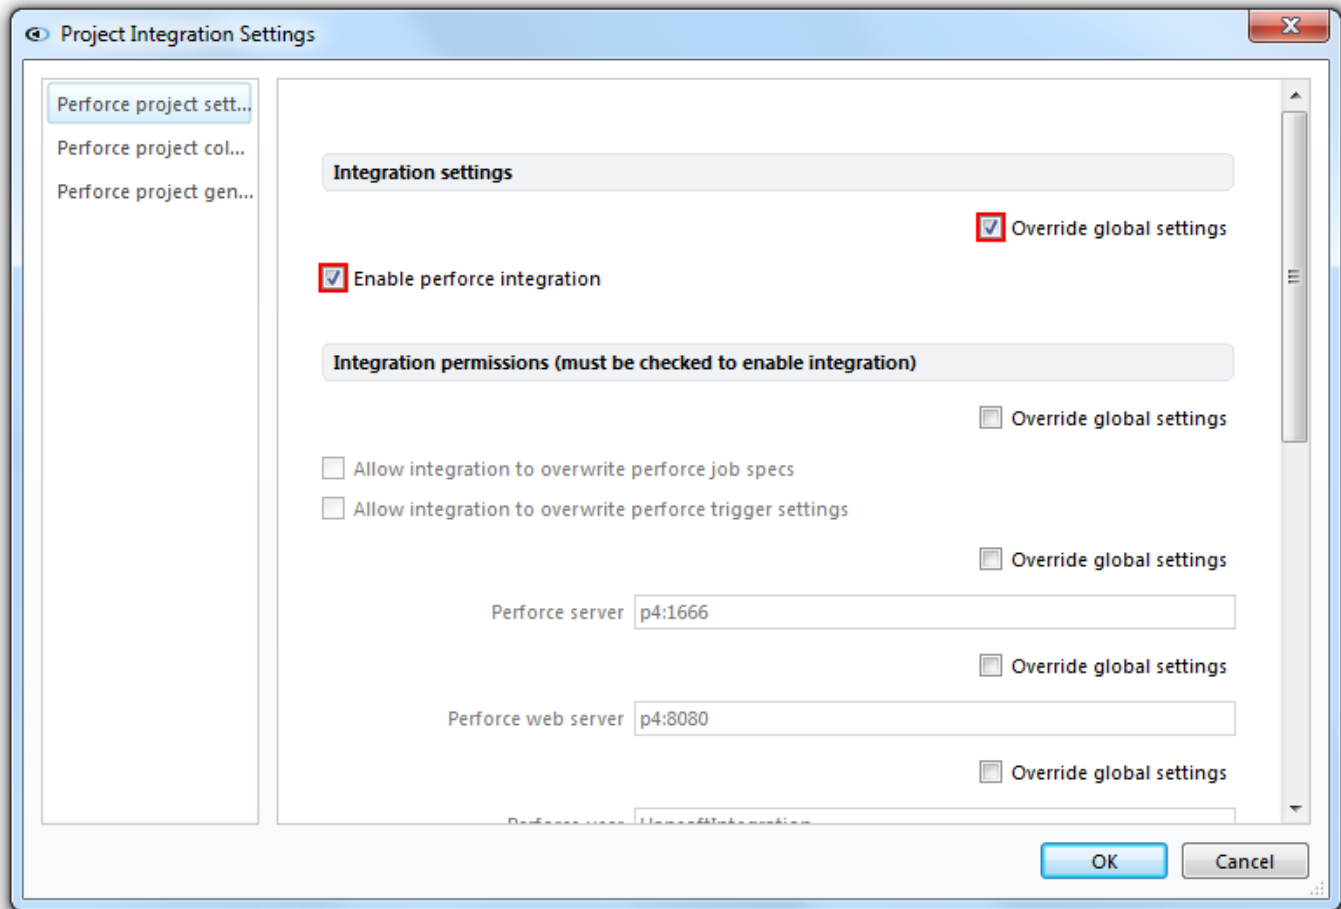 Project Integration Settings
Perforce project sett...
Perforce project col...
Perforce project gen...
Integration settings
Override global settings
Enable perforce integration
Integration permissions (must be checked to enable integration)
Override global settings
Allow integration to overwrite perforce job specs
Allow integration to overwrite perforce trigger settings
Override global settings
Perforce server p4:1666
Override global settings
Perforce web server p4:8080
Override global settings
Perforce user HansoftIntegration
OK Cancel